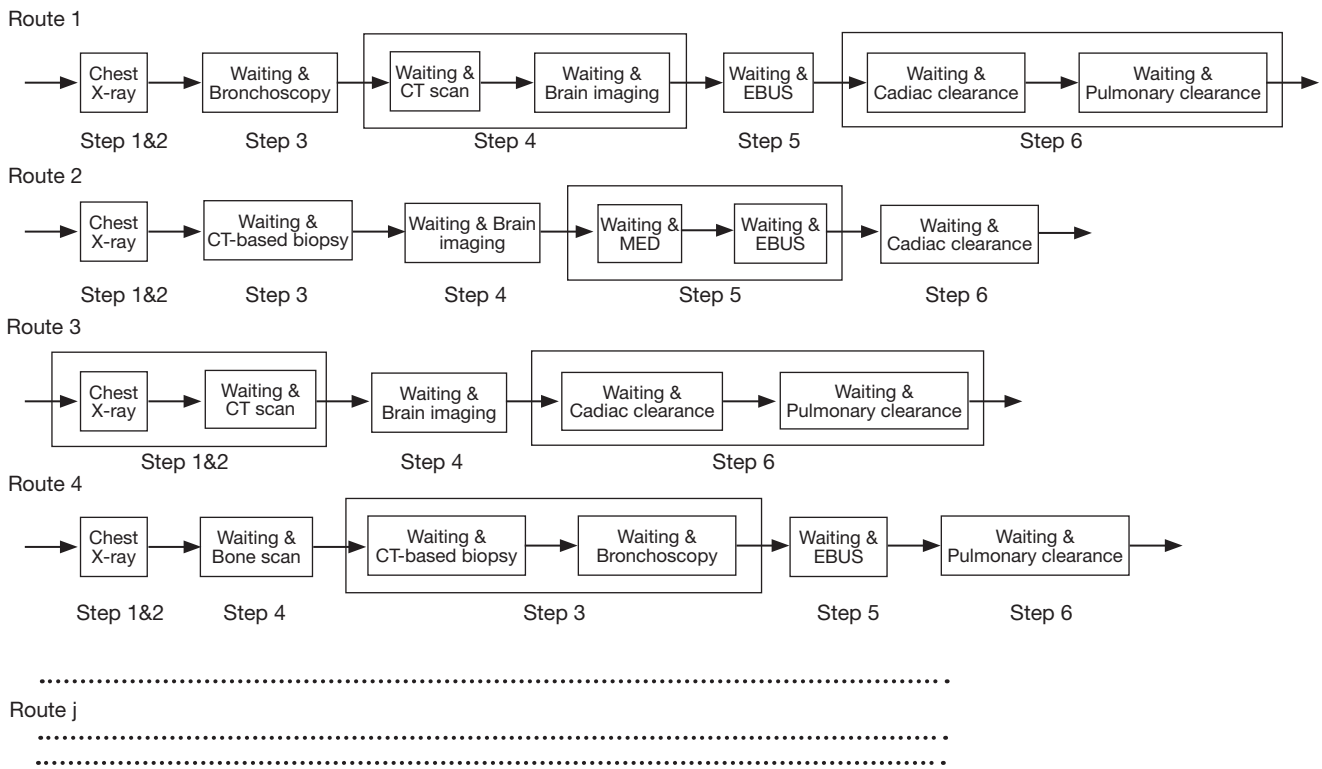 Route 1
Chest
X-ray
Waiting &
Bronchoscopy
Waiting &
CT scan
Waiting &
Brain imaging
Waiting &
EBUS
Waiting &
Cadiac clearance
Waiting &
Pulmonary clearance
Step 1&2
Step 3
Step 4
Step 5
Step 6
Route 2
Chest
X-ray
Waiting &
CT-based biopsy
Waiting & Brain
imaging
Waiting &
MED
Waiting &
EBUS
Waiting &
Cadiac clearance
Step 1&2
Step 3
Step 4
Step 5
Step 6
Route 3
Chest
X-ray
Waiting &
CT scan
Waiting &
Brain imaging
Waiting &
Cadiac clearance
Waiting &
Pulmonary clearance
Step 1&2
Step 4
Step 6
Route 4
Chest
X-ray
Waiting &
Bone scan
Waiting &
CT-based biopsy
Waiting &
Bronchoscopy
Waiting &
EBUS
Waiting &
Pulmonary clearance
Step 1&2
Step 4
Step 3
Step 5
Step 6
Route j